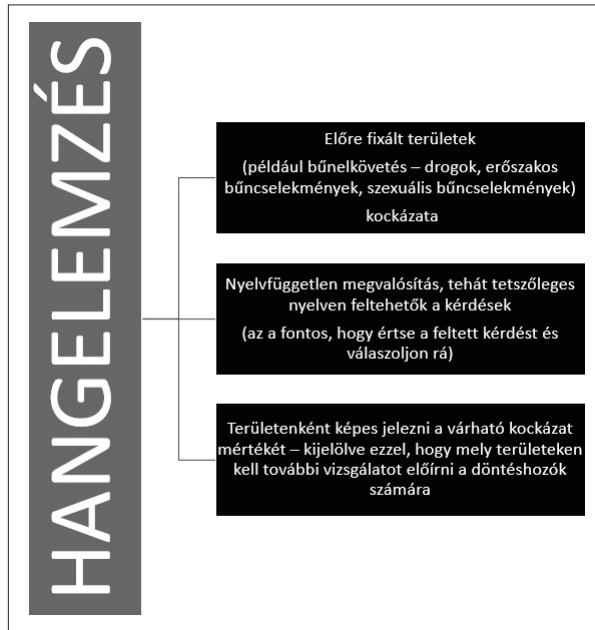 HANGELEMZÉS
Előre fixált területek
(például bűnelkövetés – drogok, erőszakos
bűncselekmények, szexuális bűncselekmények)
kockázata
Nyelvfüggetlen megvalósítás, tehát tetszőleges
nyelven feltehetők a kérdések
(az a fontos, hogy értse a feltett kérdést és
válaszoljon rá)
Területenként képes jelezni a várható kockázat
mértékét – kijelölve ezzel, hogy mely területeken
kell további vizsgálatot előírni a döntéshozók
számára